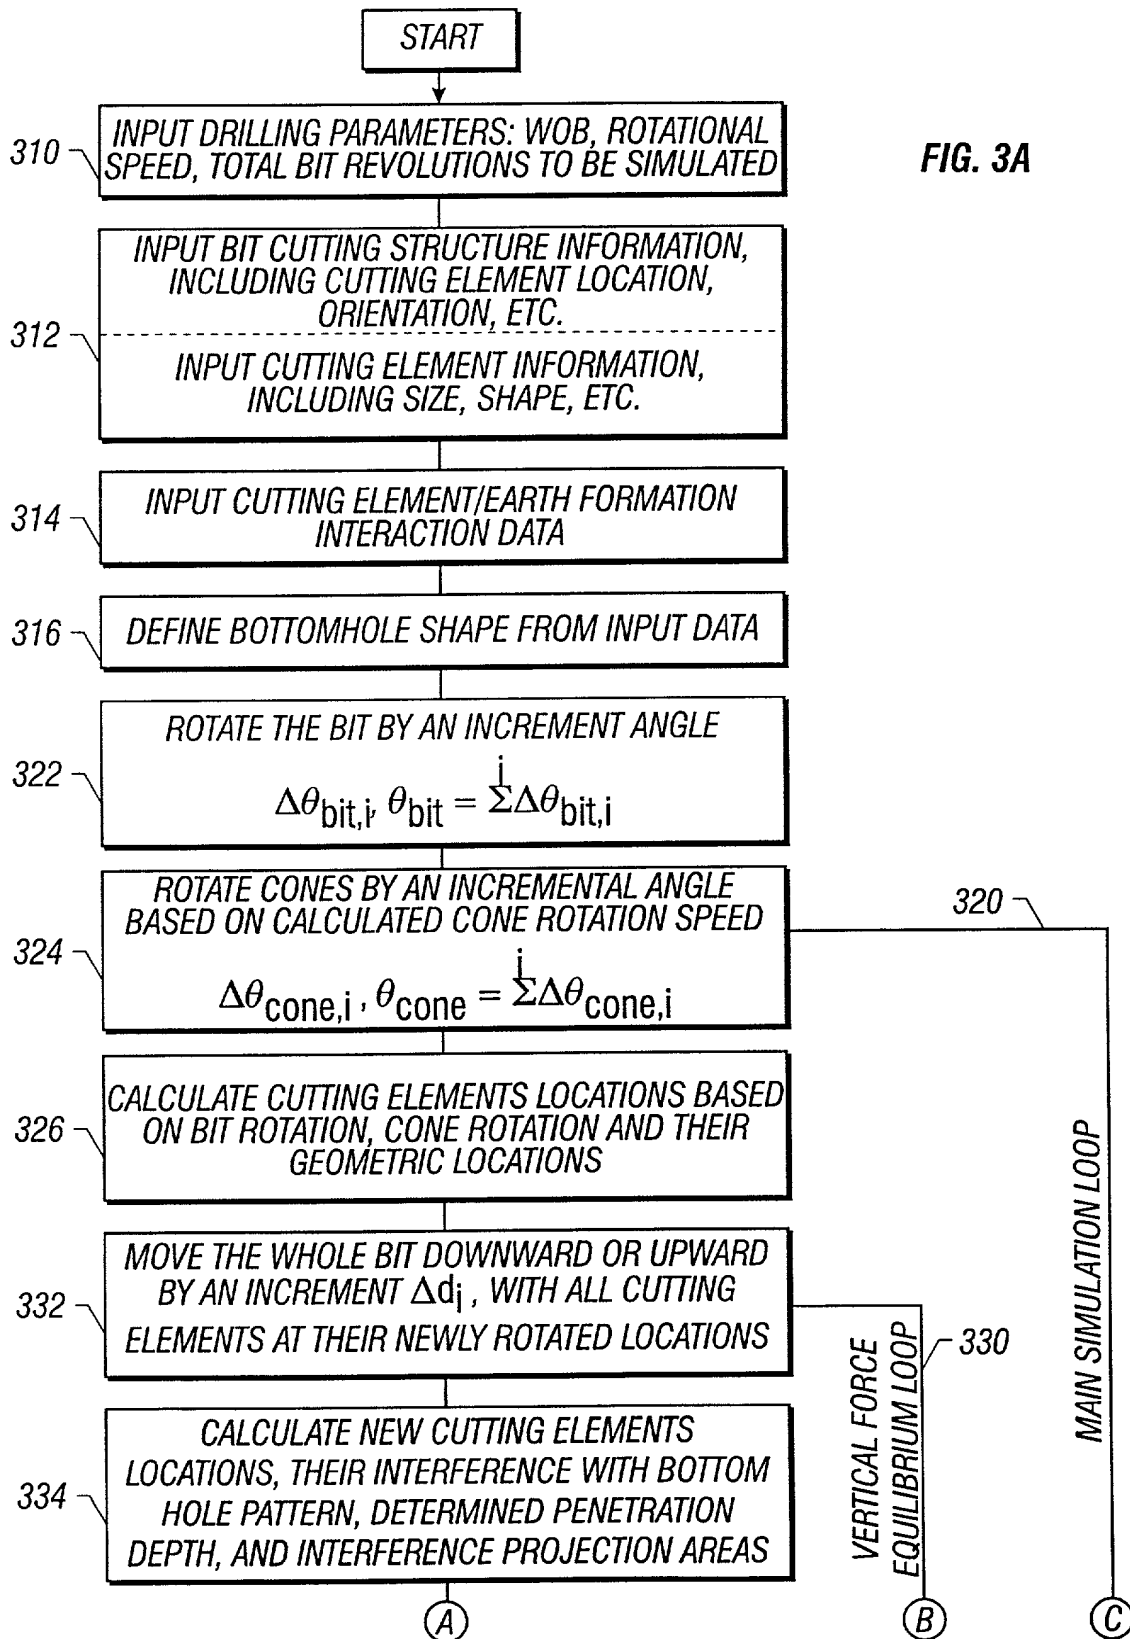 START
FIG. 3A
310
INPUT DRILLING PARAMETERS: WOB, ROTATIONAL
SPEED, TOTAL BIT REVOLUTIONS TO BE SIMULATED
312
INPUT BIT CUTTING STRUCTURE INFORMATION,
INCLUDING CUTTING ELEMENT LOCATION,
ORIENTATION, ETC.
INPUT CUTTING ELEMENT INFORMATION,
INCLUDING SIZE, SHAPE, ETC.
314
INPUT CUTTING ELEMENT/EARTH FORMATION
INTERACTION DATA
316
DEFINE BOTTOMHOLE SHAPE FROM INPUT DATA
322
ROTATE THE BIT BY AN INCREMENT ANGLE
i
Δθbit,i, θbit = ΣΔθbit,i
324
ROTATE CONES BY AN INCREMENTAL ANGLE
BASED ON CALCULATED CONE ROTATION SPEED
i
Δθcone,i , θcone = ΣΔθcone,i
320
326
CALCULATE CUTTING ELEMENTS LOCATIONS BASED
ON BIT ROTATION, CONE ROTATION AND THEIR
GEOMETRIC LOCATIONS
332
MOVE THE WHOLE BIT DOWNWARD OR UPWARD
BY AN INCREMENT Δdi , WITH ALL CUTTING
ELEMENTS AT THEIR NEWLY ROTATED LOCATIONS
334
CALCULATE NEW CUTTING ELEMENTS
LOCATIONS, THEIR INTERFERENCE WITH BOTTOM
HOLE PATTERN, DETERMINED PENETRATION
DEPTH, AND INTERFERENCE PROJECTION AREAS
VERTICAL FORCE
EQUILIBRIUM LOOP
330
MAIN SIMULATION LOOP
A
B
C